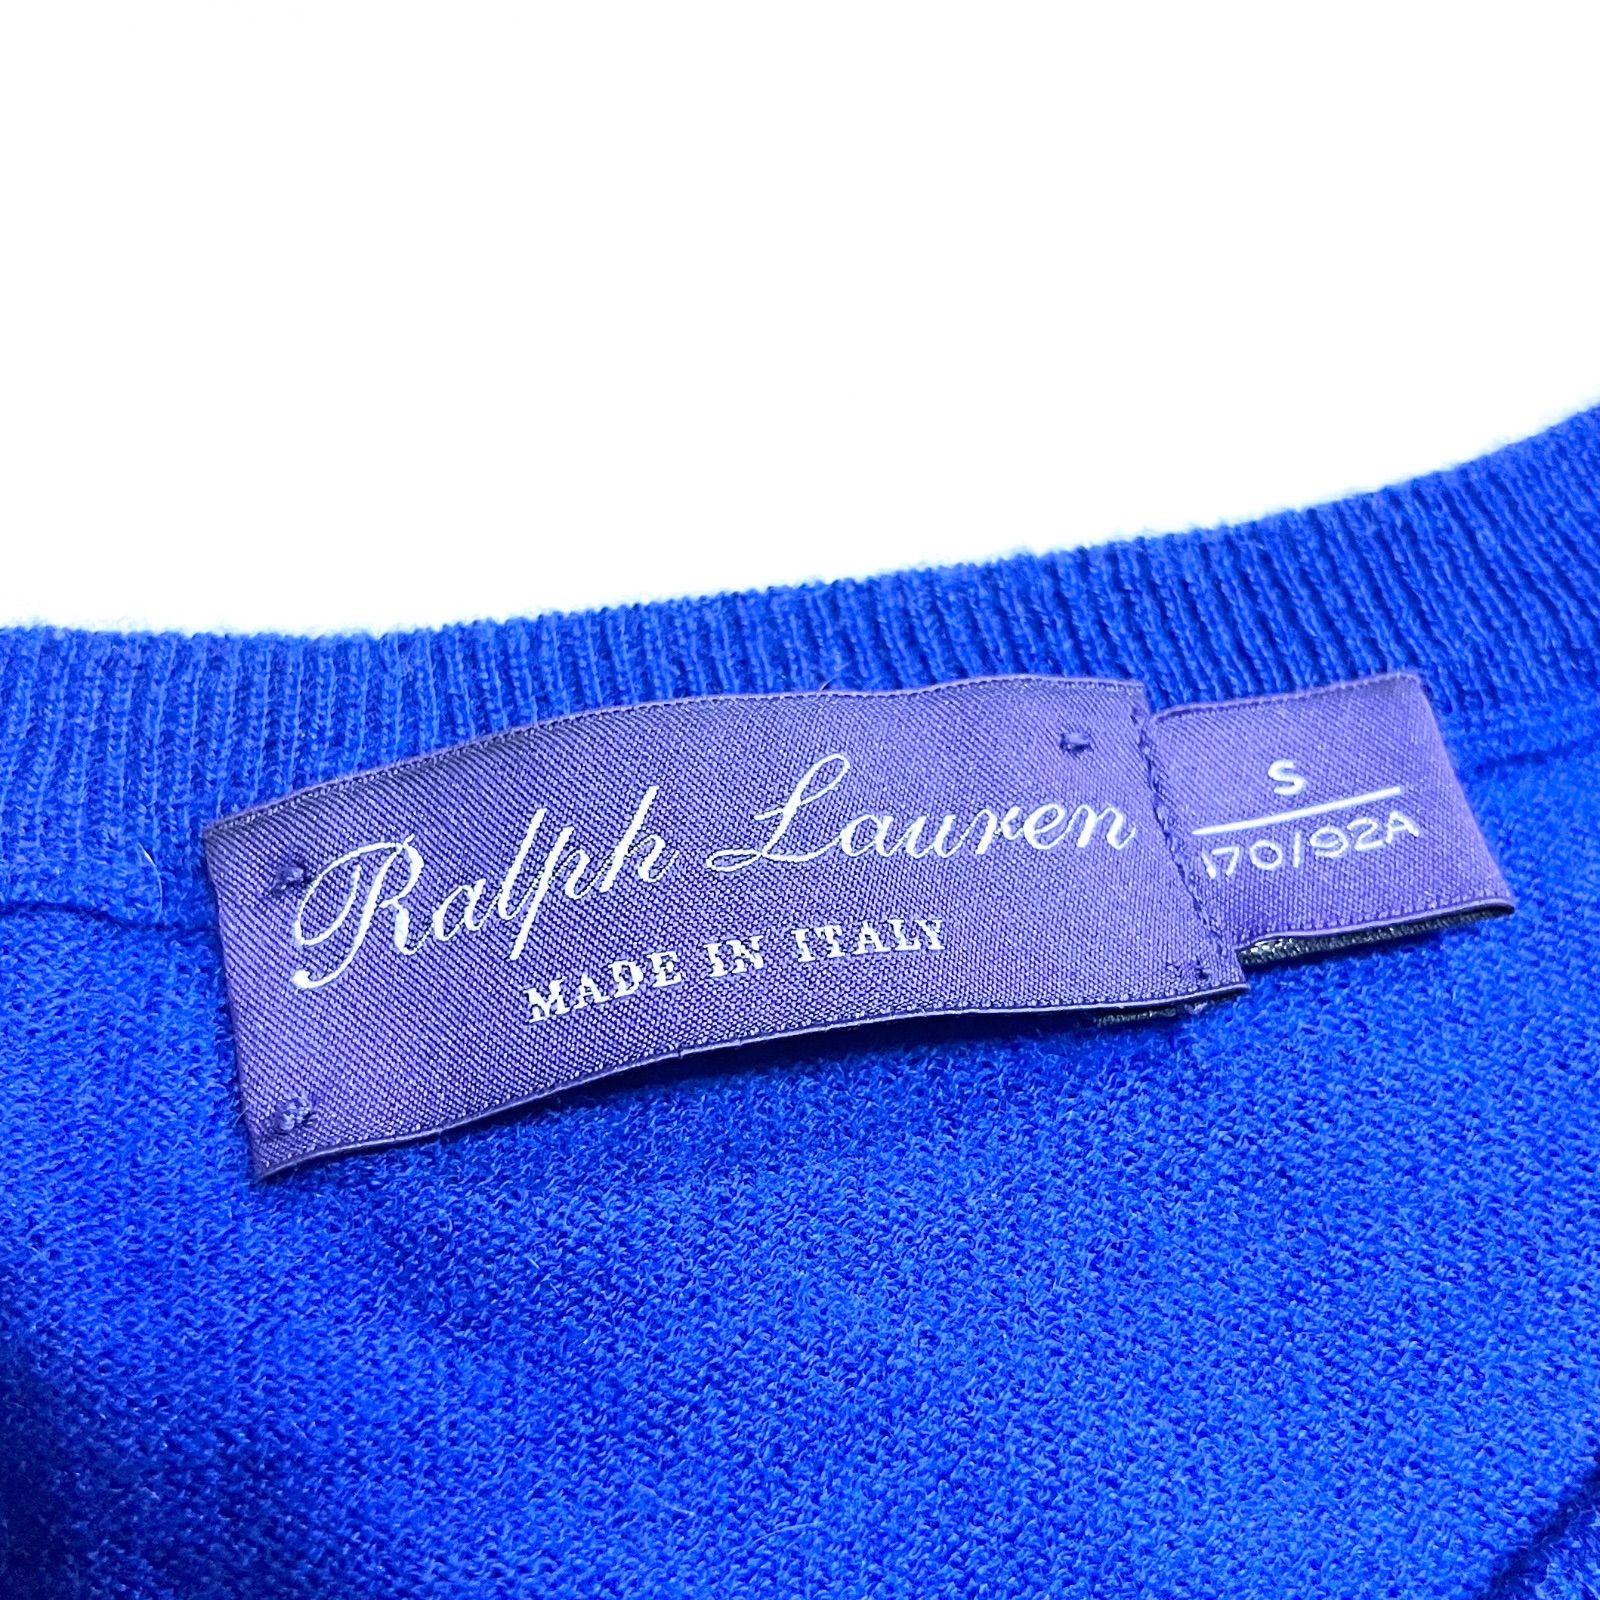 Ralph Lauren
MADE IN ITALY
S
170/92A